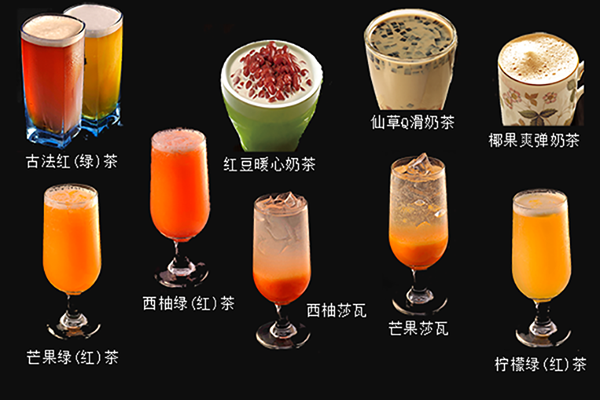 古法红(绿)茶
红豆暖心奶茶
仙草Q滑奶茶
椰果爽弹奶茶
西柚绿(红)茶
西柚莎瓦
芒果莎瓦
芒果绿(红)茶
柠檬绿(红)茶